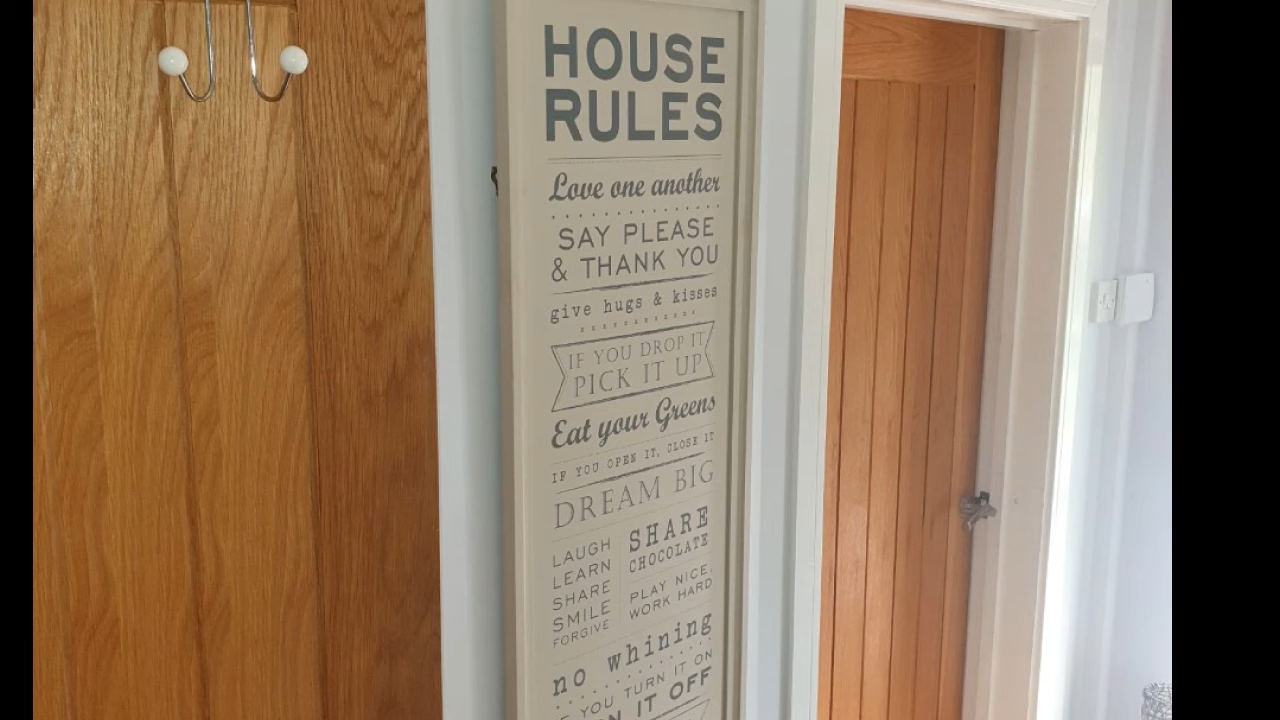 HOUSE
RULES
Love one another
SAY PLEASE
& THANK YOU
give hugs & kisses
IF YOU DROP IT
PICK IT UP
Eat your Greens
IF YOU OPEN IT, CLOSE IT
DREAM BIG
LAUGH
LEARN
SHARE
SMILE
FORGIVE
SHARE
CHOCOLATE
PLAY NICE,
WORK HARD
no whining
YOU TURN IT ON
IT OFF